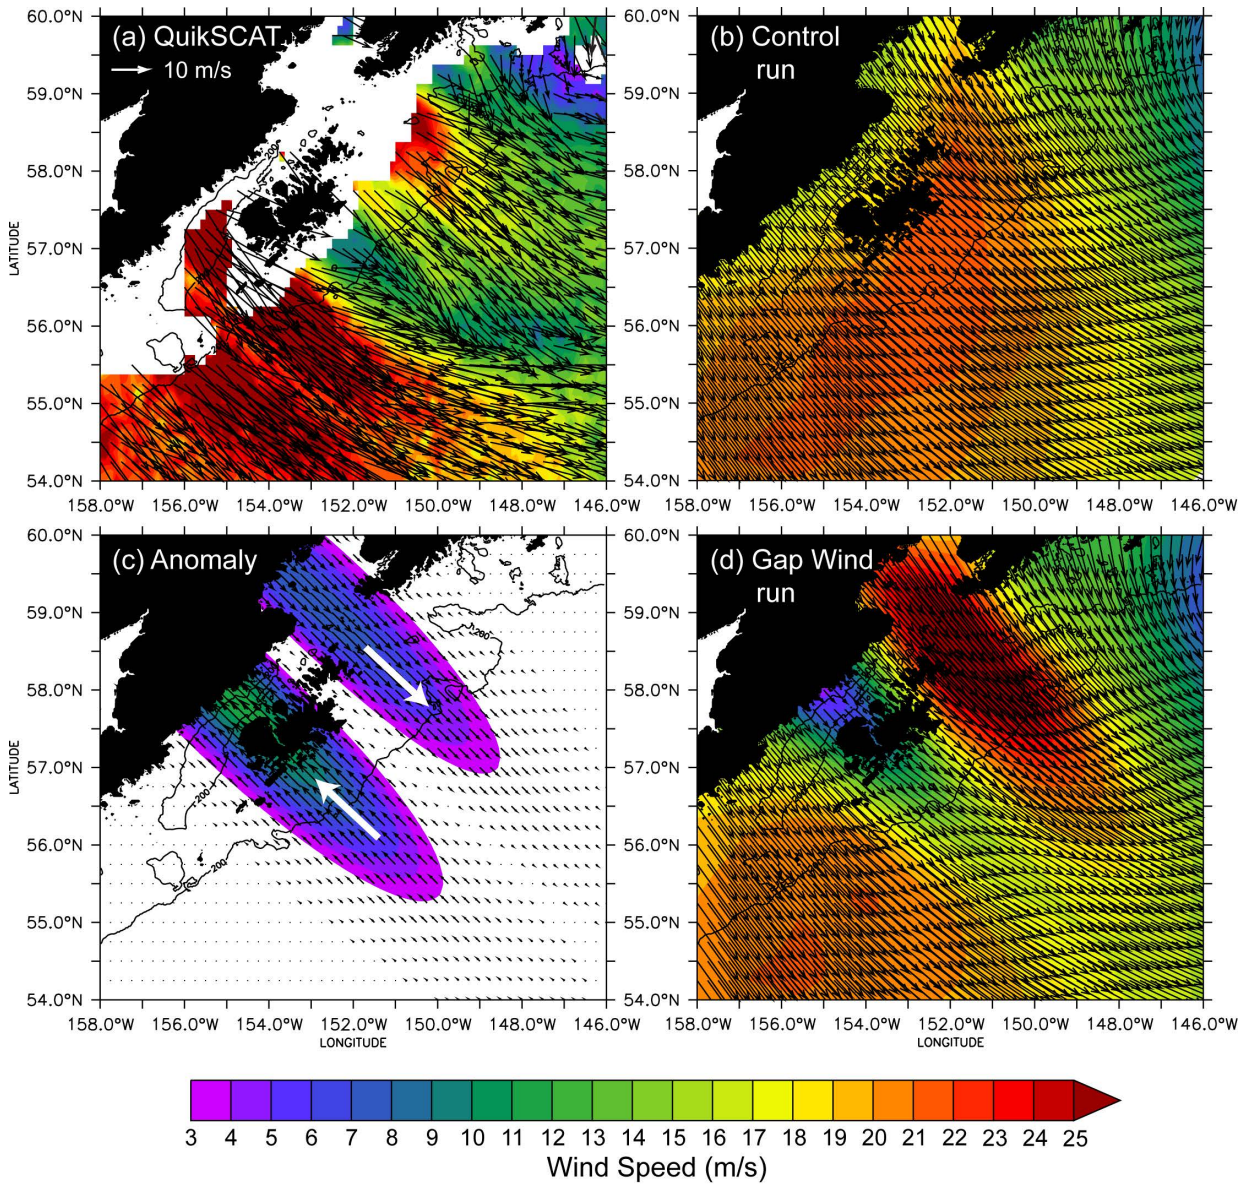 (a) QuikSCAT
10 m/s
(b) Control
run
60.0°N
59.0°N
58.0°N
57.0°N
56.0°N
55.0°N
54.0°N
LATITUDE
60.0°N
59.0°N
58.0°N
57.0°N
56.0°N
55.0°N
54.0°N
158.0°W
156.0°W
154.0°W
152.0°W
150.0°W
148.0°W
146.0°W
158.0°W
156.0°W
154.0°W
152.0°W
150.0°W
148.0°W
146.0°W
200
(c) Anomaly
(d) Gap Wind
run
60.0°N
59.0°N
58.0°N
57.0°N
56.0°N
55.0°N
54.0°N
LATITUDE
60.0°N
59.0°N
58.0°N
57.0°N
56.0°N
55.0°N
54.0°N
200
200
200
158.0°W
156.0°W
154.0°W
152.0°W
150.0°W
148.0°W
146.0°W
LONGITUDE
158.0°W
156.0°W
154.0°W
152.0°W
150.0°W
148.0°W
146.0°W
LONGITUDE
3 4 5 6 7 8 9 10 11 12 13 14 15 16 17 18 19 20 21 22 23 24 25
Wind Speed (m/s)